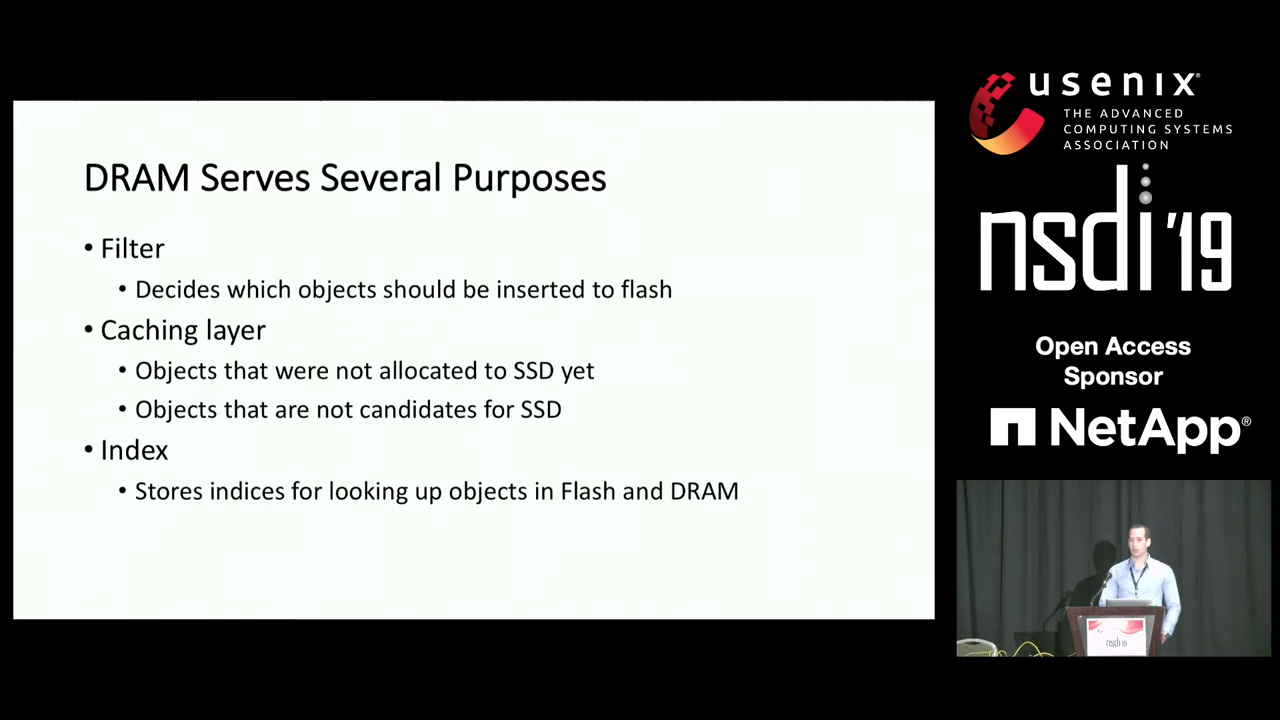 DRAM Serves Several Purposes
• Filter
• Decides which objects should be inserted to flash
• Caching layer
• Objects that were not allocated to SSD yet
• Objects that are not candidates for SSD
• Index
• Stores indices for looking up objects in Flash and DRAM
usenix®
THE ADVANCED
COMPUTING SYSTEMS
ASSOCIATION
nsdi '19
Open Access
Sponsor
NetApp®
nsdi19